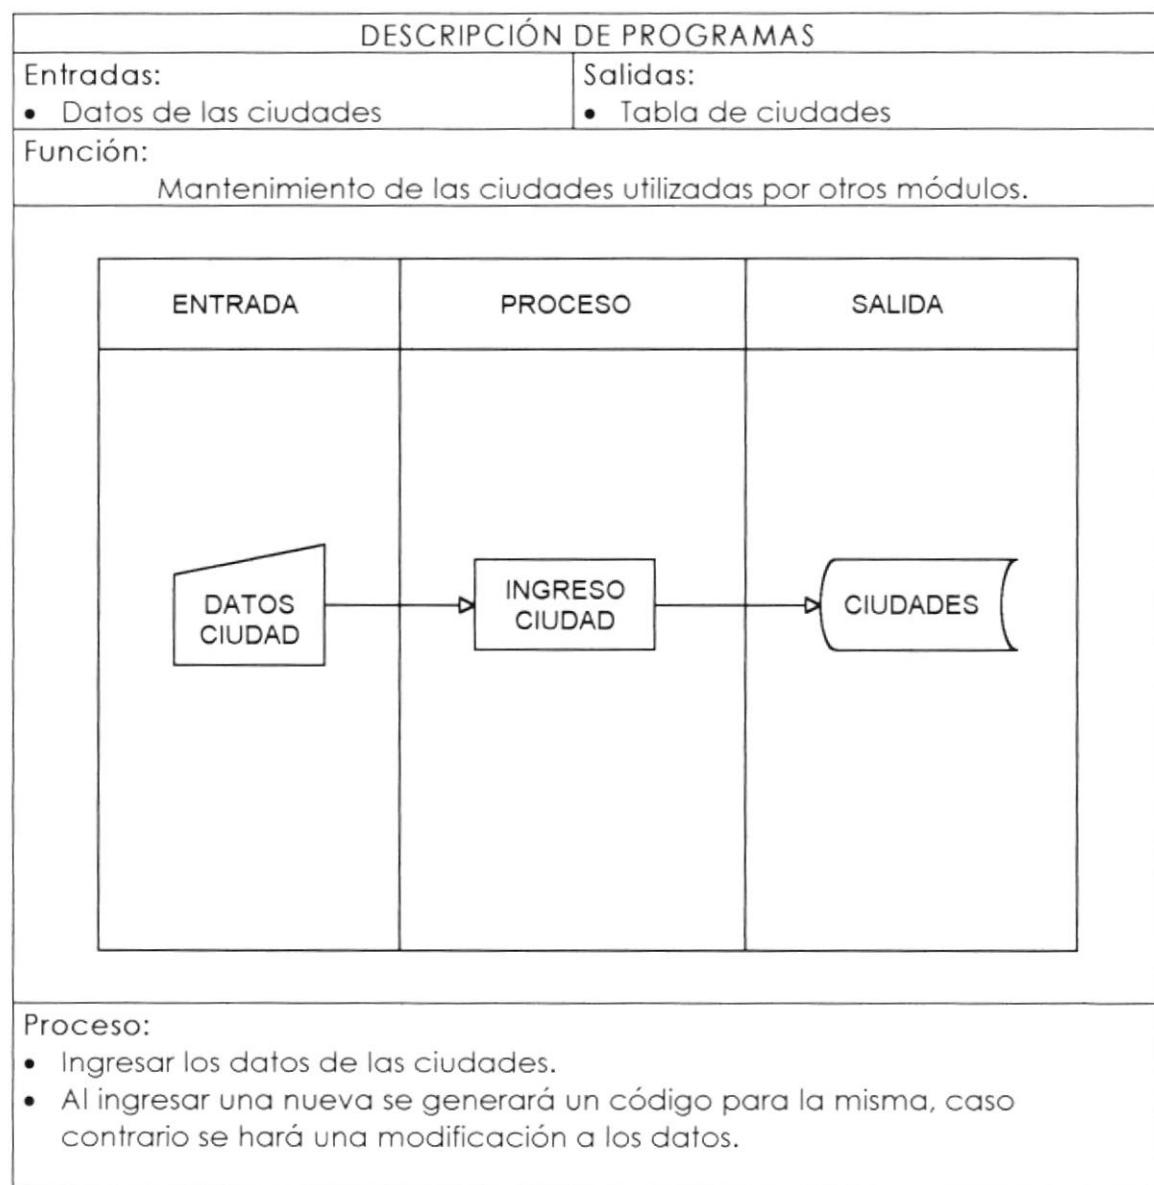 DESCRIPCIÓN DE PROGRAMAS
Entradas:
• Datos de las ciudades
Salidas:
• Tabla de ciudades
Función:
Mantenimiento de las ciudades utilizadas por otros módulos.
ENTRADA
PROCESO
SALIDA
DATOS
CIUDAD
INGRESO
CIUDAD
CIUDADES
Proceso:
• Ingresar los datos de las ciudades.
• Al ingresar una nueva se generará un código para la misma, caso
contrario se hará una modificación a los datos.